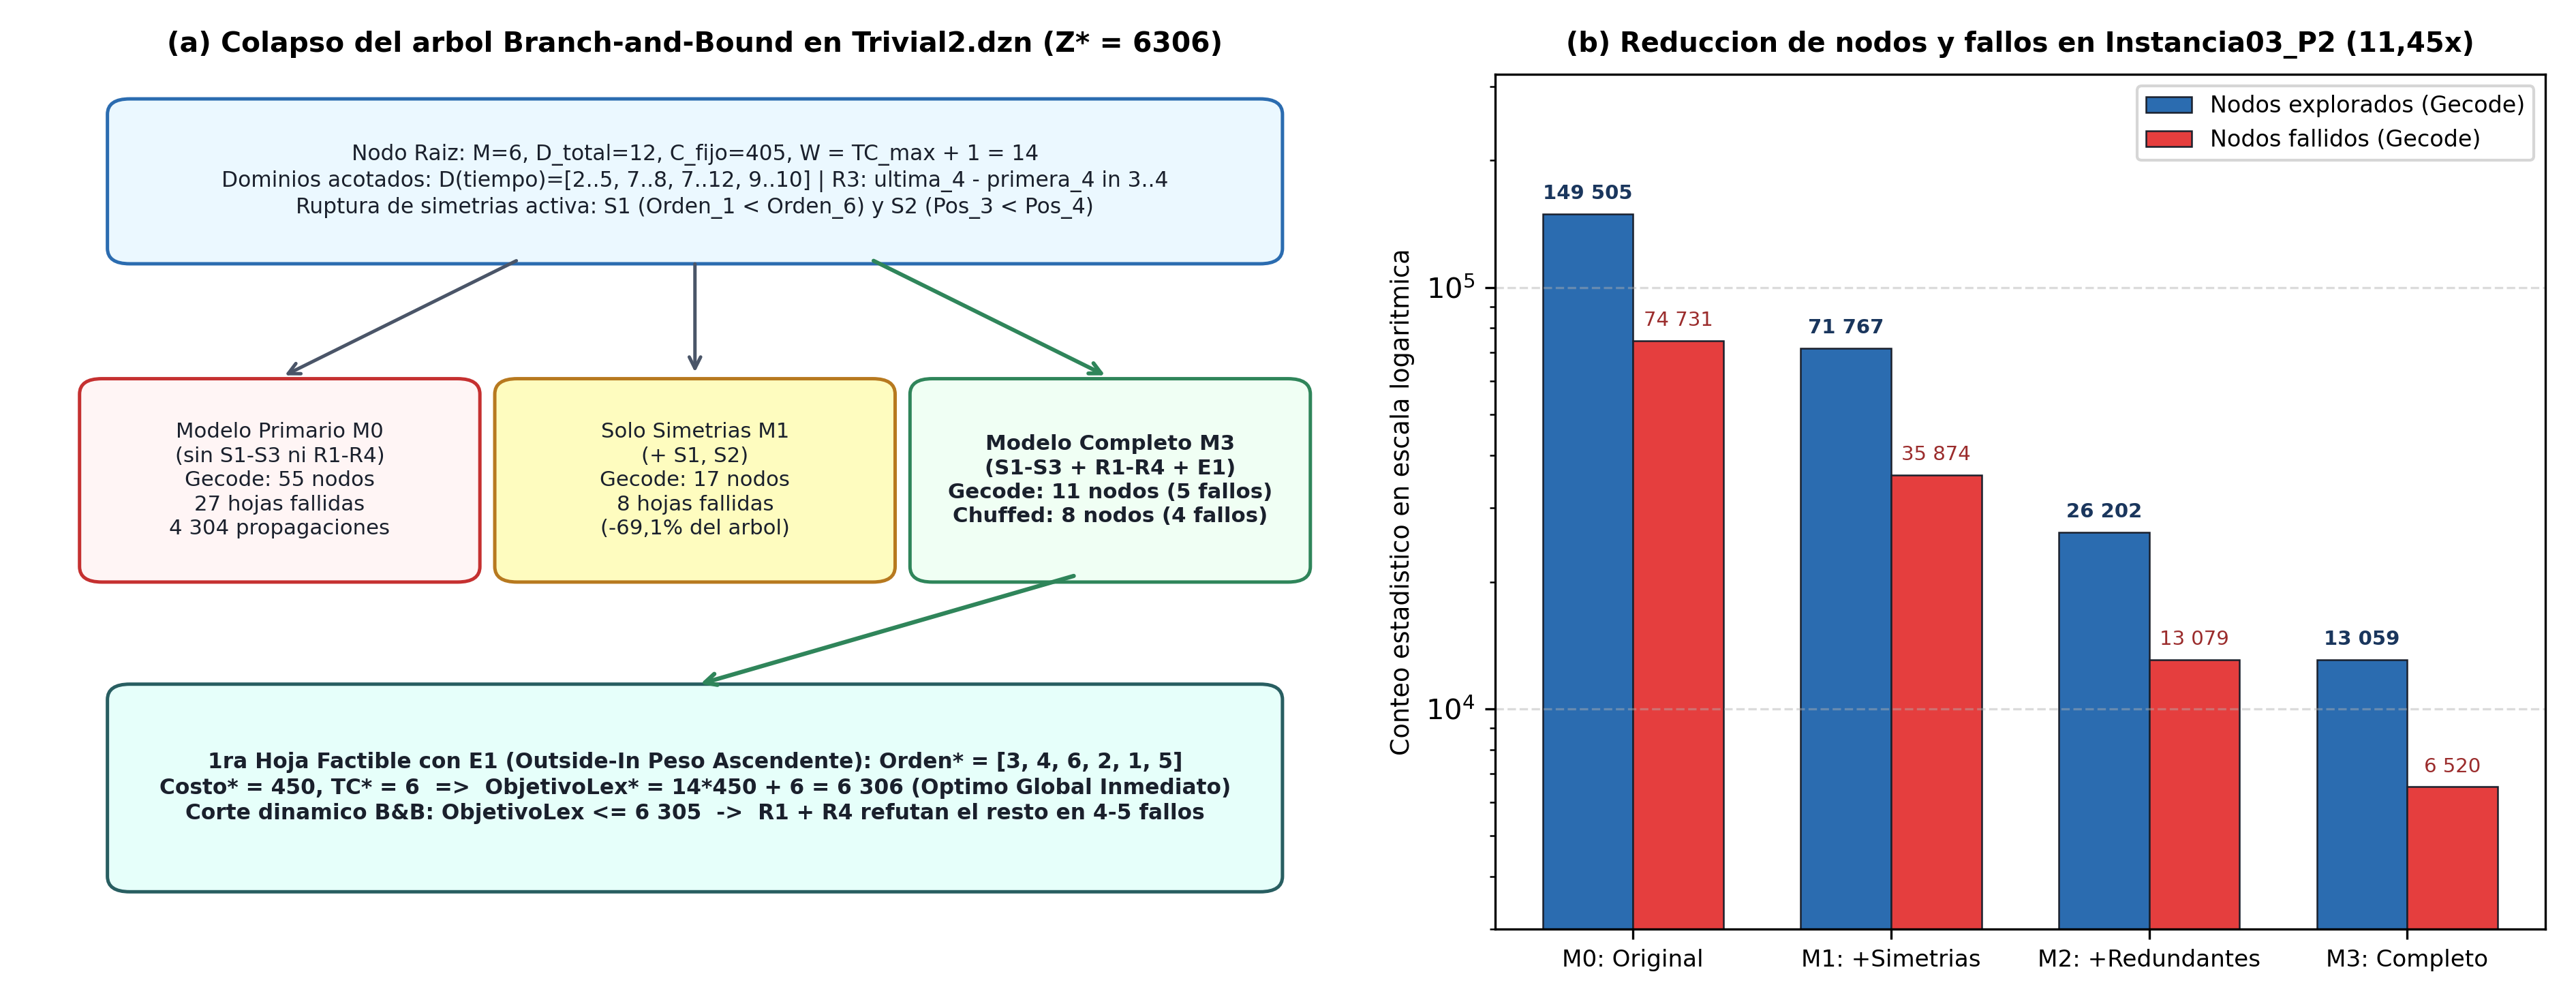 (a) Colapso del arbol Branch-and-Bound en Trivial2.dzn (Z* = 6306)
Nodo Raiz: M=6, D_total=12, C_fijo=405, W = TC_max + 1 = 14
Dominios acotados: D(tiempo)=[2..5, 7..8, 7..12, 9..10] | R3: ultima_4 - primera_4 in 3..4
Ruptura de simetrias activa: S1 (Orden_1 < Orden_6) y S2 (Pos_3 < Pos_4)
Modelo Primario M0
(sin S1-S3 ni R1-R4)
Gecode: 55 nodos
27 hojas fallidas
4 304 propagaciones
Solo Simetrias M1
(+ S1, S2)
Gecode: 17 nodos
8 hojas fallidas
(-69,1% del arbol)
Modelo Completo M3
(S1-S3 + R1-R4 + E1)
Gecode: 11 nodos (5 fallos)
Chuffed: 8 nodos (4 fallos)
1ra Hoja Factible con E1 (Outside-In Peso Ascendente): Orden* = [3, 4, 6, 2, 1, 5]
Costo* = 450, TC* = 6  =>  ObjetivoLex* = 14*450 + 6 = 6 306 (Optimo Global Inmediato)
Corte dinamico B&B: ObjetivoLex <= 6 305  ->  R1 + R4 refutan el resto en 4-5 fallos
(b) Reduccion de nodos y fallos en Instancia03_P2 (11,45x)
Nodos explorados (Gecode)
Nodos fallidos (Gecode)
Conteo estadistico en escala logaritmica
10⁵
10⁴
149 505
74 731
71 767
35 874
26 202
13 079
13 059
6 520
M0: Original
M1: +Simetrias
M2: +Redundantes
M3: Completo